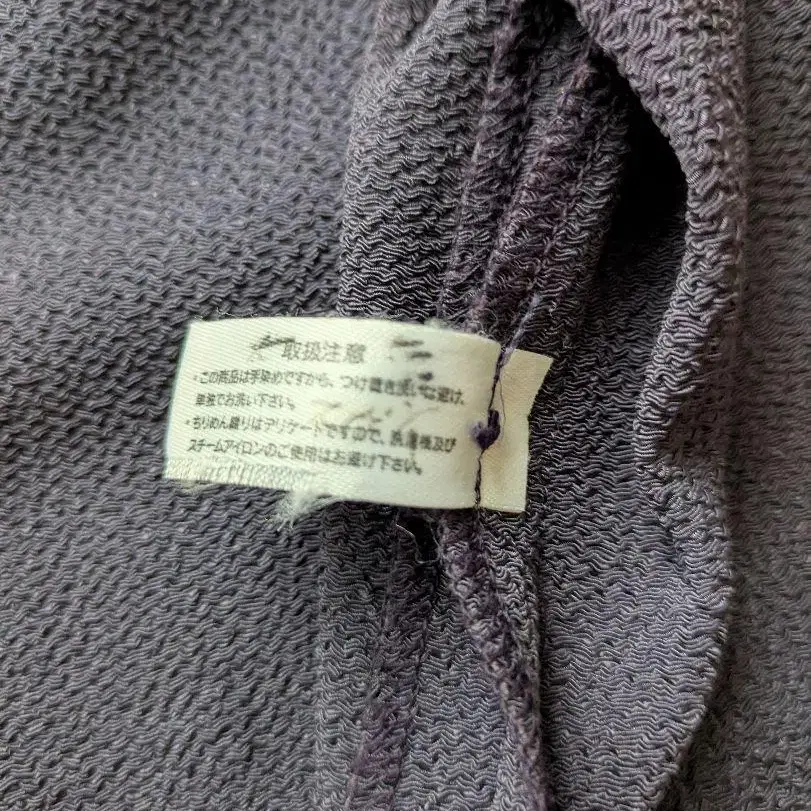 取扱注意
・この商品は手染めですから、つけ置き洗いは避け、
単独でお洗い下さい。
・ちりめん織りはデリケートですので、洗濯機及び
スチームアイロンのご使用はお避け下さい。